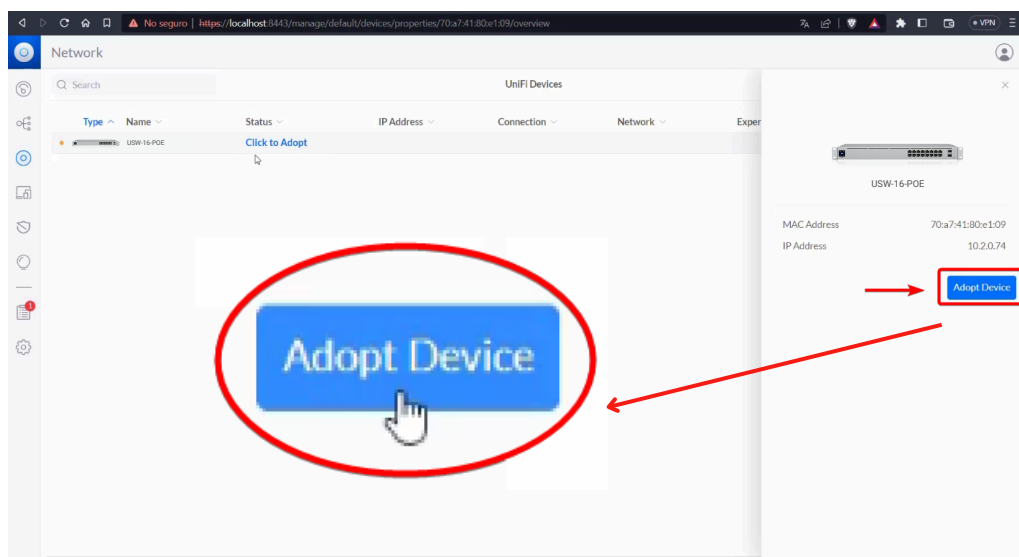 No seguro | https://localhost:8443/manage/default/devices/properties/70:a7:41:80:e1:09/overview
VPN
Network
Search
UniFi Devices
Type Name Status IP Address Connection Network Exper
USW-16-POE Click to Adopt
USW-16-POE
MAC Address 70:a7:41:80:e1:09
IP Address 10.2.0.74
Adopt Device
1
Adopt Device